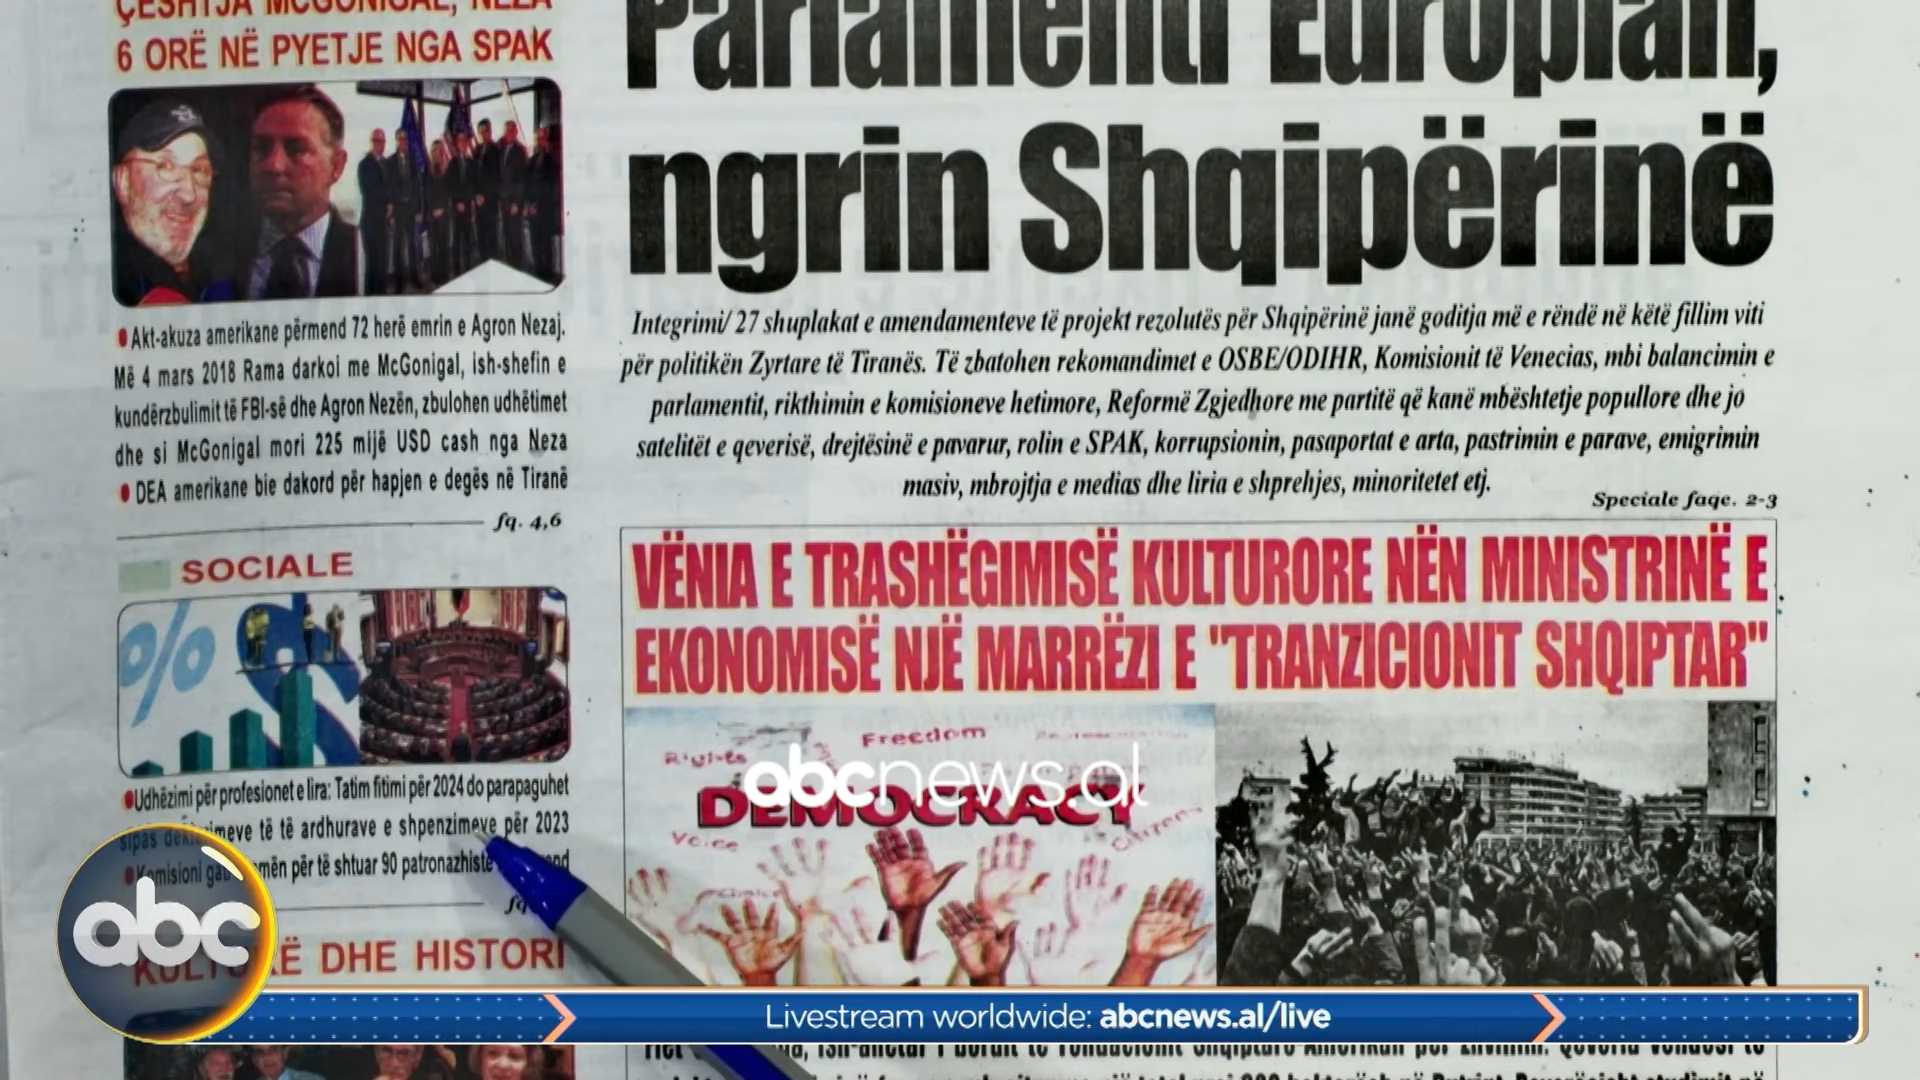 ÇËSHTJA MCGONIGAL, NEZA
6 ORË NË PYETJE NGA SPAK
Akt-akuza amerikane përmend 72 herë emrin e Agron Nezaj.
Më 4 mars 2018 Rama darkoi me McGonigal, ish-shefin e
kundërzbulimit të FBI-së dhe Agron Nezën, zbulohen udhëtimet
dhe si McGonigal mori 225 mijë USD cash nga Neza
DEA amerikane bie dakord për hapjen e degës në Tiranë
fq. 4,6
SOCIALE
Udhëzimi për profesionet e lira: Tatim fitimi për 2024 do parapaguhet
sipas të të ardhurave e shpenzimeve për 2023
Komisioni për të shtuar 90 patronazhistë
DHE HISTORI
Parlamenti Europian,
ngrin Shqipërinë
Integrimi/ 27 shuplakat e amendamenteve të projekt rezolutës për Shqipërinë janë goditja më e rëndë në këtë fillim viti
për politikën Zyrtare të Tiranës. Të zbatohen rekomandimet e OSBE/ODIHR, Komisionit të Venecias, mbi balancimin e
parlamentit, rikthimin e komisioneve hetimore, Reformë Zgjedhore me partitë që kanë mbështetje popullore dhe jo
satelitët e qeverisë, drejtësinë e pavarur, rolin e SPAK, korrupsionin, pasaportat e arta, pastrimin e parave, emigrimin
masiv, mbrojtja e medias dhe liria e shprehjes, minoritetet etj.
Speciale faqe. 2-3
VËNIA E TRASHËGIMISË KULTURORE NËN MINISTRINË E
EKONOMISË NJË MARRËZI E "TRANZICIONIT SHQIPTAR"
Freedom
Rights
abcnews.al
DEMOCRACY
Voice
Citizen
Choice
abc
Livestream worldwide: abcnews.al/live